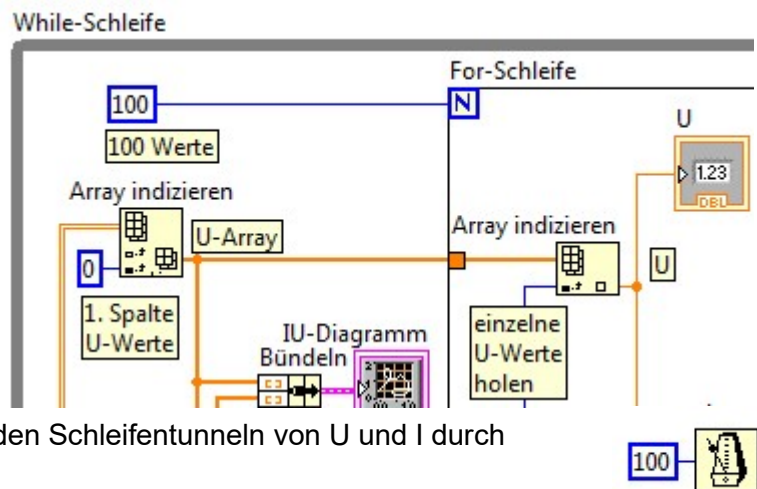 While-Schleife
For-Schleife
100
N
U
100 Werte
1.23
DBL
Array indizieren
Array indizieren
U-Array
U
0
1. Spalte
U-Werte
einzelne
U-Werte
holen
IU-Diagramm
Bündeln
den Schleifentunneln von U und I durch
100